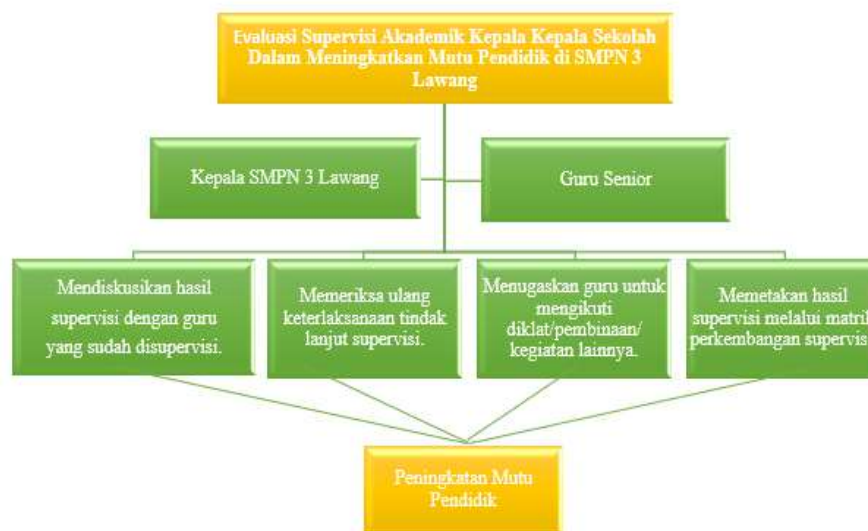 Evaluasi Supervisi Akademik Kepala Kepala Sekolah
Dalam Meningkatkan Mutu Pendidik di SMPN 3
Lawang
Kepala SMPN 3 Lawang
Guru Senior
Mendiskusikan hasil
supervisi dengan guru
yang sudah disupervisi.
Memeriksa ulang
keterlaksanaan tindak
lanjut supervisi.
Menugaskan guru untuk
mengikuti
diklat/pembinaan/
kegiatan lainnya.
Memetakan hasil
supervisi melalui matrik
perkembangan supervisi
Peningkatan Mutu
Pendidik